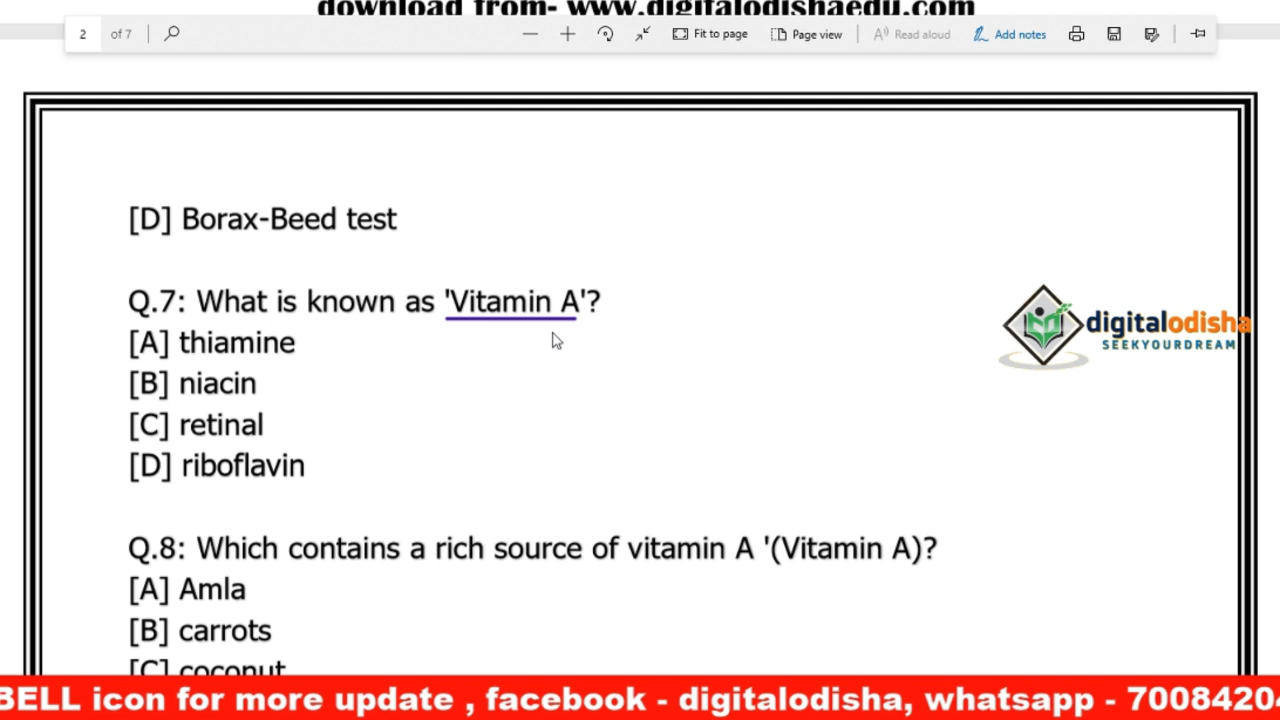 download from- www.digitalodishaedu.com
2 of 7 Fit to page Page view Read aloud Add notes
[D] Borax-Beed test
Q.7: What is known as 'Vitamin A'?
[A] thiamine
[B] niacin
[C] retinal
[D] riboflavin
digitalodisha
SEEKYOURDREAM
Q.8: Which contains a rich source of vitamin A '(Vitamin A)?
[A] Amla
[B] carrots
[C] coconut
BELL icon for more update , facebook - digitalodisha, whatsapp - 7008420